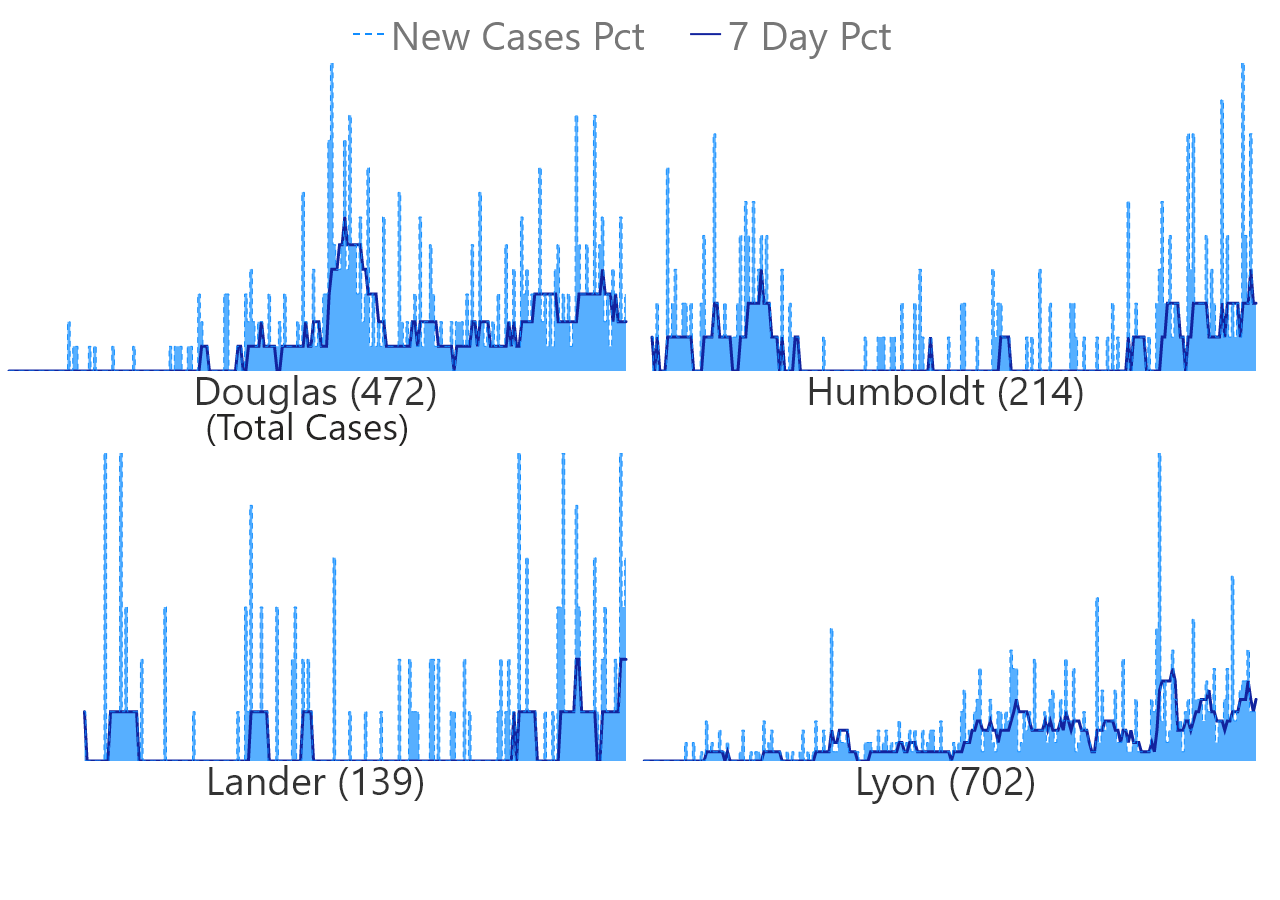 New Cases Pct 7 Day Pct
Douglas (472)
(Total Cases)
Humboldt (214)
Lander (139)
Lyon (702)